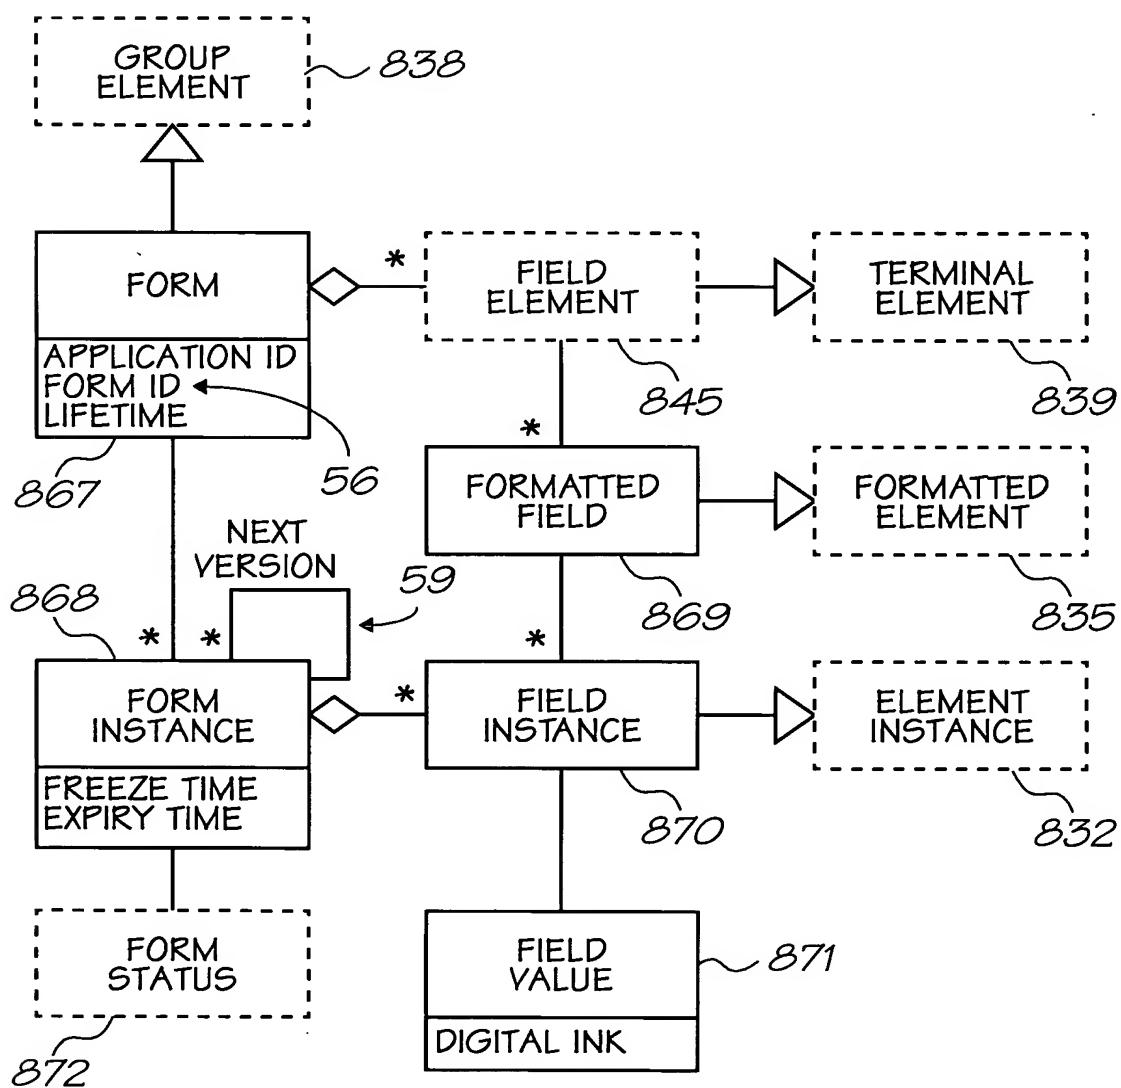 GROUP
ELEMENT
838
FORM
*
FIELD
ELEMENT
TERMINAL
ELEMENT
APPLICATION ID
FORM ID
LIFETIME
845
839
*
867
56
FORMATTED
FIELD
FORMATTED
ELEMENT
NEXT
VERSION
868
59
869
835
*
*
*
FORM
INSTANCE
*
FIELD
INSTANCE
ELEMENT
INSTANCE
FREEZE TIME
EXPIRY TIME
870
832
FORM
STATUS
FIELD
VALUE
871
DIGITAL INK
872